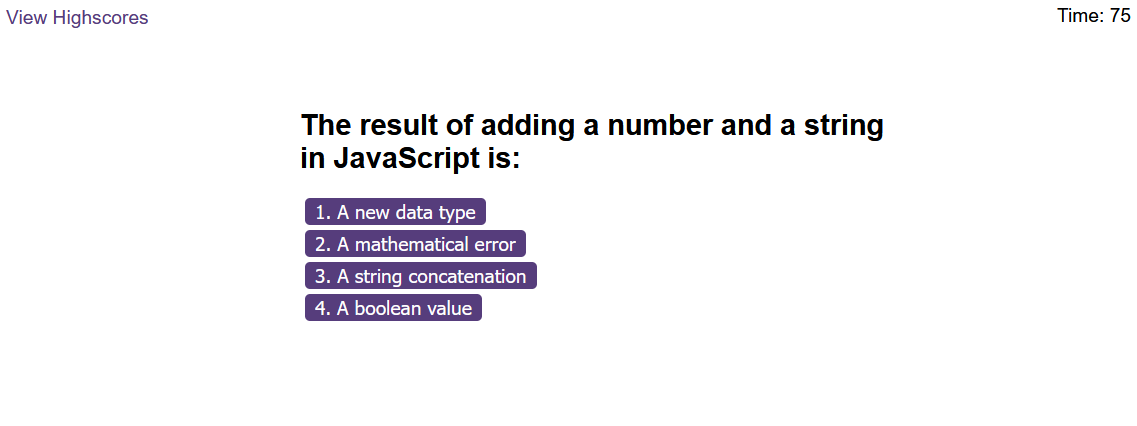 View Highscores
Time: 75
The result of adding a number and a string
in JavaScript is:
1. A new data type
2. A mathematical error
3. A string concatenation
4. A boolean value